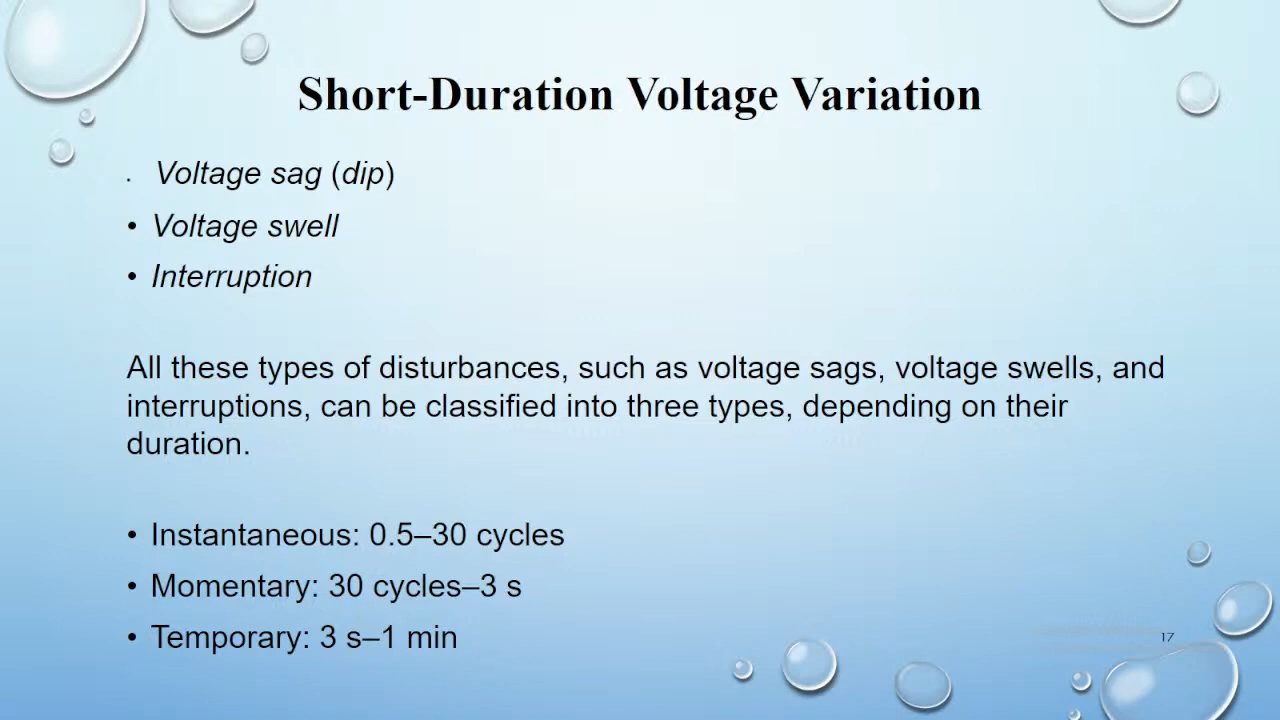 Short-Duration Voltage Variation
• Voltage sag (dip)
• Voltage swell
• Interruption
All these types of disturbances, such as voltage sags, voltage swells, and
interruptions, can be classified into three types, depending on their
duration.
• Instantaneous: 0.5–30 cycles
• Momentary: 30 cycles–3 s
• Temporary: 3 s–1 min
17